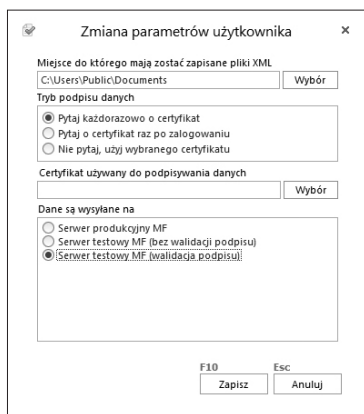 Zmiana parametrów użytkownika
Miejsce do którego mają zostać zapisane pliki XML
C:\Users\Public\Documents Wybór
Tryb podpisu danych
Pytaj każdorazowo o certyfikat
Pytaj o certyfikat raz po zalogowaniu
Nie pytaj, użyj wybranego certyfikatu
Certyfikat używany do podpisywania danych
Wybór
Dane są wysyłane na
Serwer produkcyjny MF
Serwer testowy MF (bez walidacji podpisu)
Serwer testowy MF (walidacja podpisu)
F10 Esc
Zapisz Anuluj